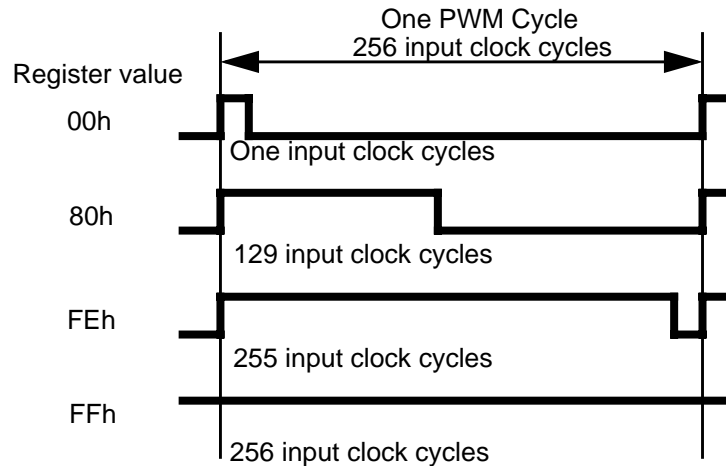 One PWM Cycle
256 input clock cycles
Register value
00h
One input clock cycles
80h
129 input clock cycles
FEh
255 input clock cycles
FFh
256 input clock cycles